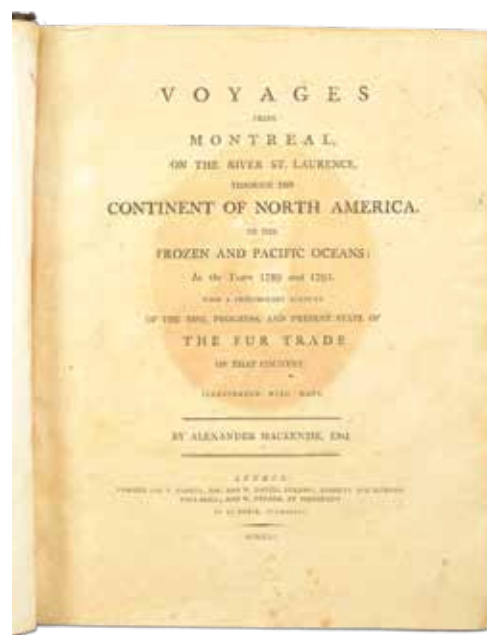 VOYAGES
FROM
MONTREAL,
ON THE RIVER ST. LAURENCE,
THROUGH THE
CONTINENT OF NORTH AMERICA,
TO THE
FROZEN AND PACIFIC OCEANS:
In the Years 1789 and 1793.
WITH A PRELIMINARY ACCOUNT
OF THE RISE, PROGRESS, AND PRESENT STATE OF
THE FUR TRADE
OF THAT COUNTRY.
ILLUSTRATED WITH MAPS.
BY ALEXANDER MACKENZIE, ESQ.
LONDON: